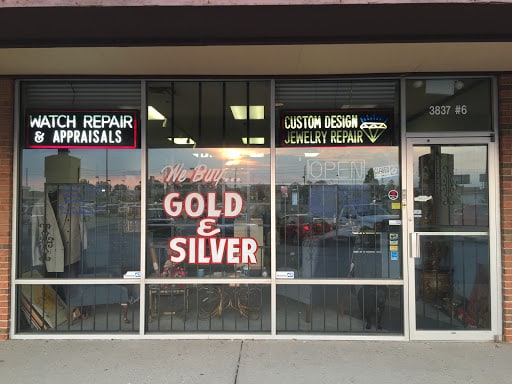 WATCH REPAIR
& APPRAISALS
CUSTOM DESIGN
JEWELRY REPAIR
3837 #6
OPEN
We Buy...
GOLD
&
SILVER